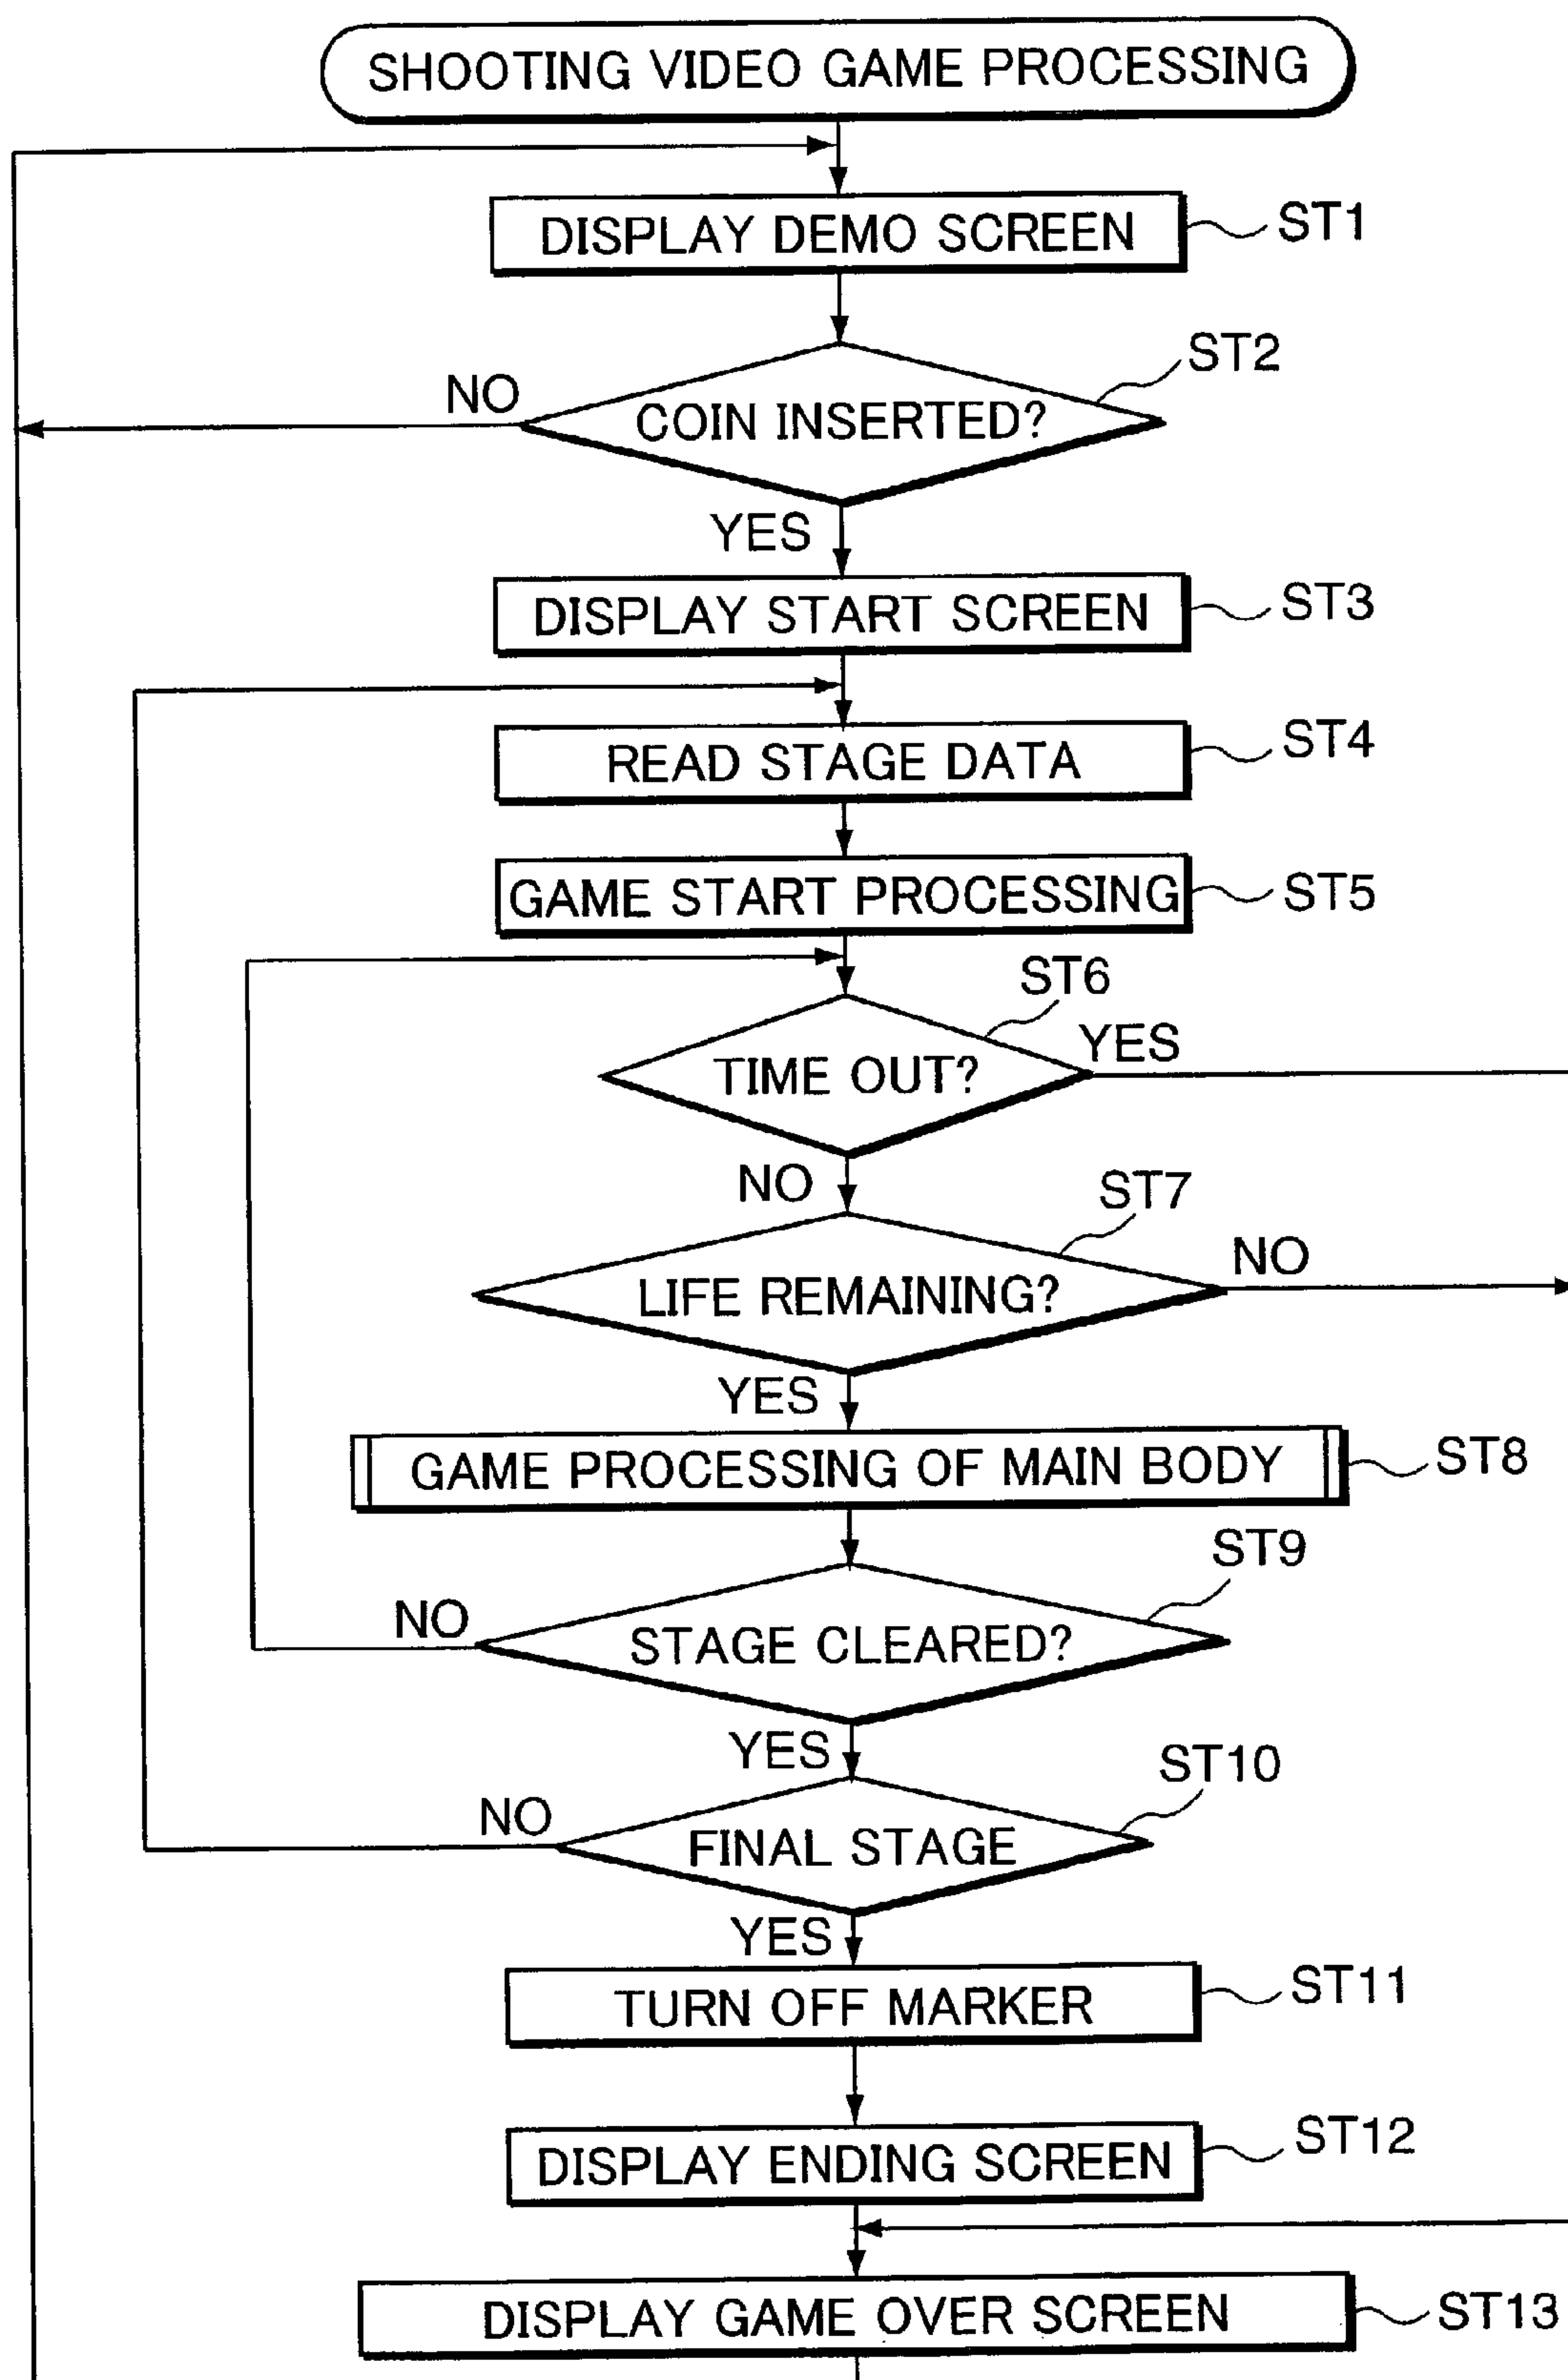 SHOOTING VIDEO GAME PROCESSING
DISPLAY DEMO SCREEN
ST1
ST2
NO
COIN INSERTED?
YES
DISPLAY START SCREEN
ST3
READ STAGE DATA
ST4
GAME START PROCESSING
ST5
ST6
YES
TIME OUT?
NO
ST7
NO
LIFE REMAINING?
YES
GAME PROCESSING OF MAIN BODY
ST8
ST9
NO
STAGE CLEARED?
YES
ST10
NO
FINAL STAGE
YES
TURN OFF MARKER
ST11
DISPLAY ENDING SCREEN
ST12
DISPLAY GAME OVER SCREEN
ST13